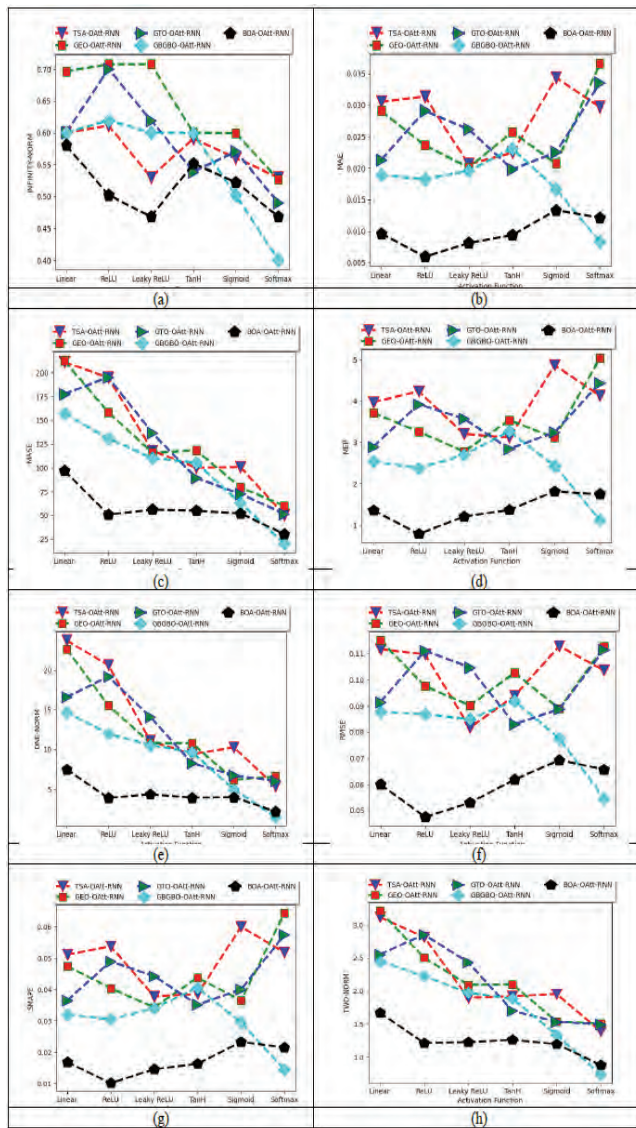 TSA-OAtt-RNN GTO-OAtt-RNN BOA-OAtt-RNN
GEO-OAtt-RNN GBGBO-OAtt-RNN
INFINITE-NORM
0.70
0.65
0.60
0.55
0.50
0.45
0.40
Linear ReLU Leaky ReLU TanH Sigmoid Softmax
(a)
TSA-OAtt-RNN GTO-OAtt-RNN BOA-OAtt-RNN
GEO-OAtt-RNN GBGBO-OAtt-RNN
MAE
0.035
0.030
0.025
0.020
0.015
0.010
0.005
Linear ReLU Leaky ReLU TanH Sigmoid Softmax
Activation Function
(b)
TSA-OAtt-RNN GTO-OAtt-RNN BOA-OAtt-RNN
GEO-OAtt-RNN GBGBO-OAtt-RNN
MASE
200
175
150
125
100
75
50
25
Linear ReLU Leaky ReLU TanH Sigmoid Softmax
(c)
TSA-OAtt-RNN GTO-OAtt-RNN BOA-OAtt-RNN
GEO-OAtt-RNN GBGBO-OAtt-RNN
MEP
5
4
3
2
1
Linear ReLU Leaky ReLU TanH Sigmoid Softmax
Activation Function
(d)
TSA-OAtt-RNN GTO-OAtt-RNN BOA-OAtt-RNN
GEO-OAtt-RNN GBGBO-OAtt-RNN
ONE-NORM
20
15
10
5
Linear ReLU Leaky ReLU TanH Sigmoid Softmax
Activation Function
(e)
TSA-OAtt-RNN GTO-OAtt-RNN BOA-OAtt-RNN
GEO-OAtt-RNN GBGBO-OAtt-RNN
RMSE
0.11
0.10
0.09
0.08
0.07
0.06
0.05
Linear ReLU Leaky ReLU TanH Sigmoid Softmax
Activation Function
(f)
TSA-OAtt-RNN GTO-OAtt-RNN BOA-OAtt-RNN
GEO-OAtt-RNN GBGBO-OAtt-RNN
SMAPE
0.06
0.05
0.04
0.03
0.02
0.01
Linear ReLU Leaky ReLU TanH Sigmoid Softmax
(g)
TSA-OAtt-RNN GTO-OAtt-RNN BOA-OAtt-RNN
GEO-OAtt-RNN GBGBO-OAtt-RNN
TWO-NORM
3.0
2.5
2.0
1.5
1.0
Linear ReLU Leaky ReLU TanH Sigmoid Softmax
Activation Function
(h)